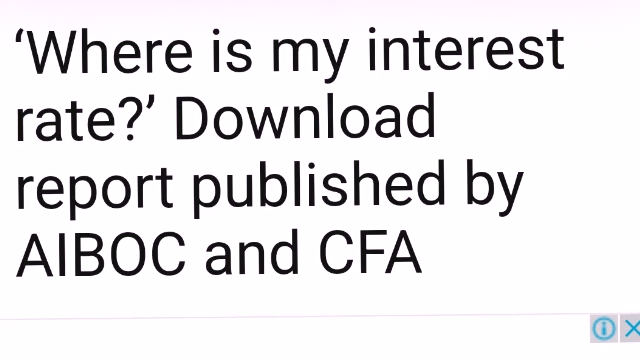 ‘Where is my interest
rate?’ Download
report published by
AIBOC and CFA